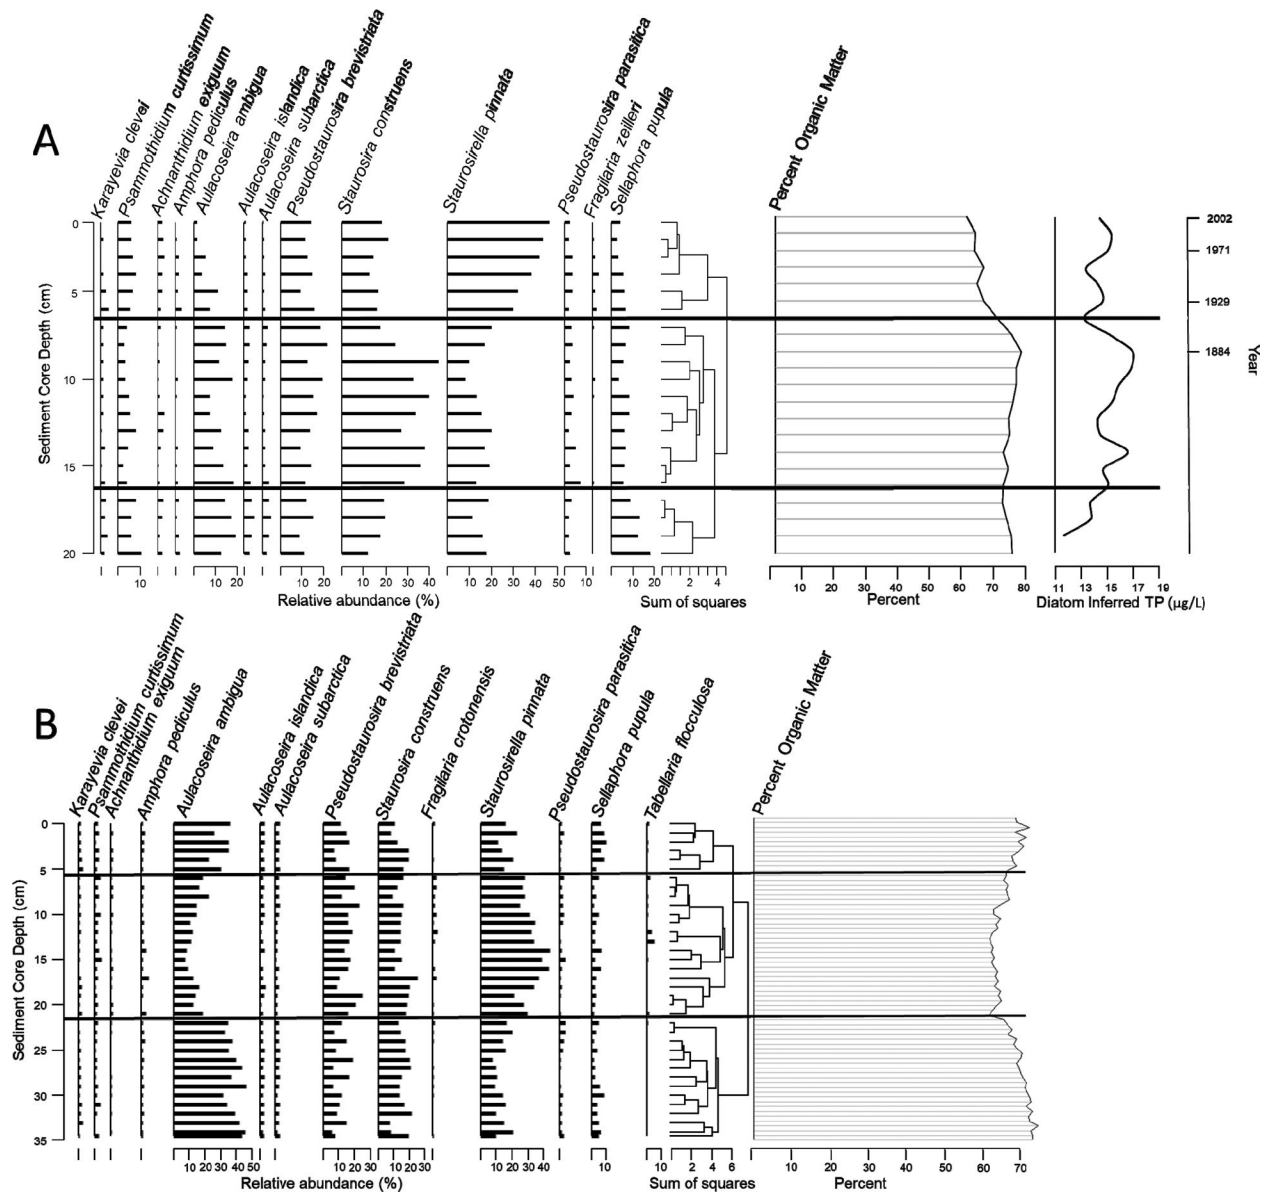 A
Karayevia clevei
Psammothidium curtissimum
Achnanthidium exiguum
Amphora pediculus
Aulacoseira ambigua
Aulacoseira islandica
Aulacoseira subarctica
Pseudostaurosira brevistriata
Staurosira construens
Staurosirella pinnata
Pseudostaurosira parasitica
Fragilaria zeilleri
Sellaphora pupula
Percent Organic Matter
Sediment Core Depth (cm)
0
5
10
15
20
2002
1971
1929
1884
Year
10 10 20 10 20 10 20 30 40 10 20 30 40 50 10 10 20 2 4 0 10 20 30 40 50 60 70 80 11 13 15 17 19
Relative abundance (%) Sum of squares Percent Diatom Inferred TP (µg/L)
B
Karayevia clevei
Psammothidium curtissimum
Achnanthidium exiguum
Amphora pediculus
Aulacoseira ambigua
Aulacoseira islandica
Aulacoseira subarctica
Pseudostaurosira brevistriata
Staurosira construens
Fragilaria crotonensis
Staurosirella pinnata
Pseudostaurosira parasitica
Sellaphora pupula
Tabellaria flocculosa
Percent Organic Matter
Sediment Core Depth (cm)
0
5
10
15
20
25
30
35
10 20 30 40 50 10 20 30 10 20 30 10 20 30 40 10 10 2 4 6 10 20 30 40 50 60 70
Relative abundance (%) Sum of squares Percent